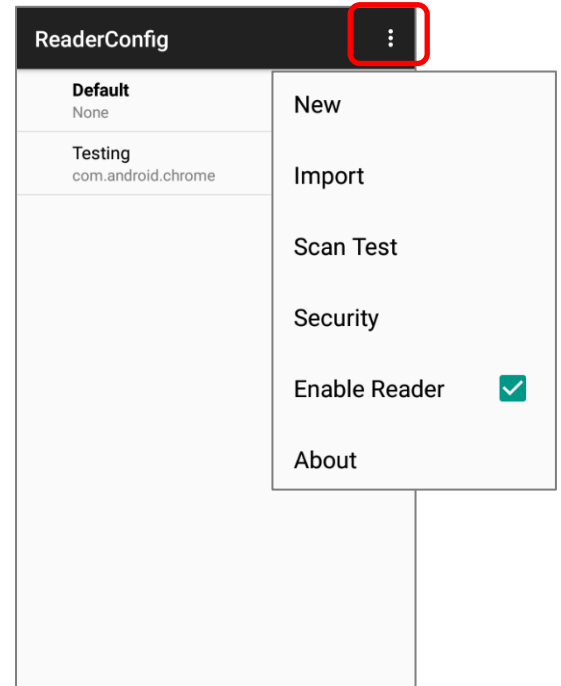 ReaderConfig
Default
None
Testing
com.android.chrome
New
Import
Scan Test
Security
Enable Reader
About